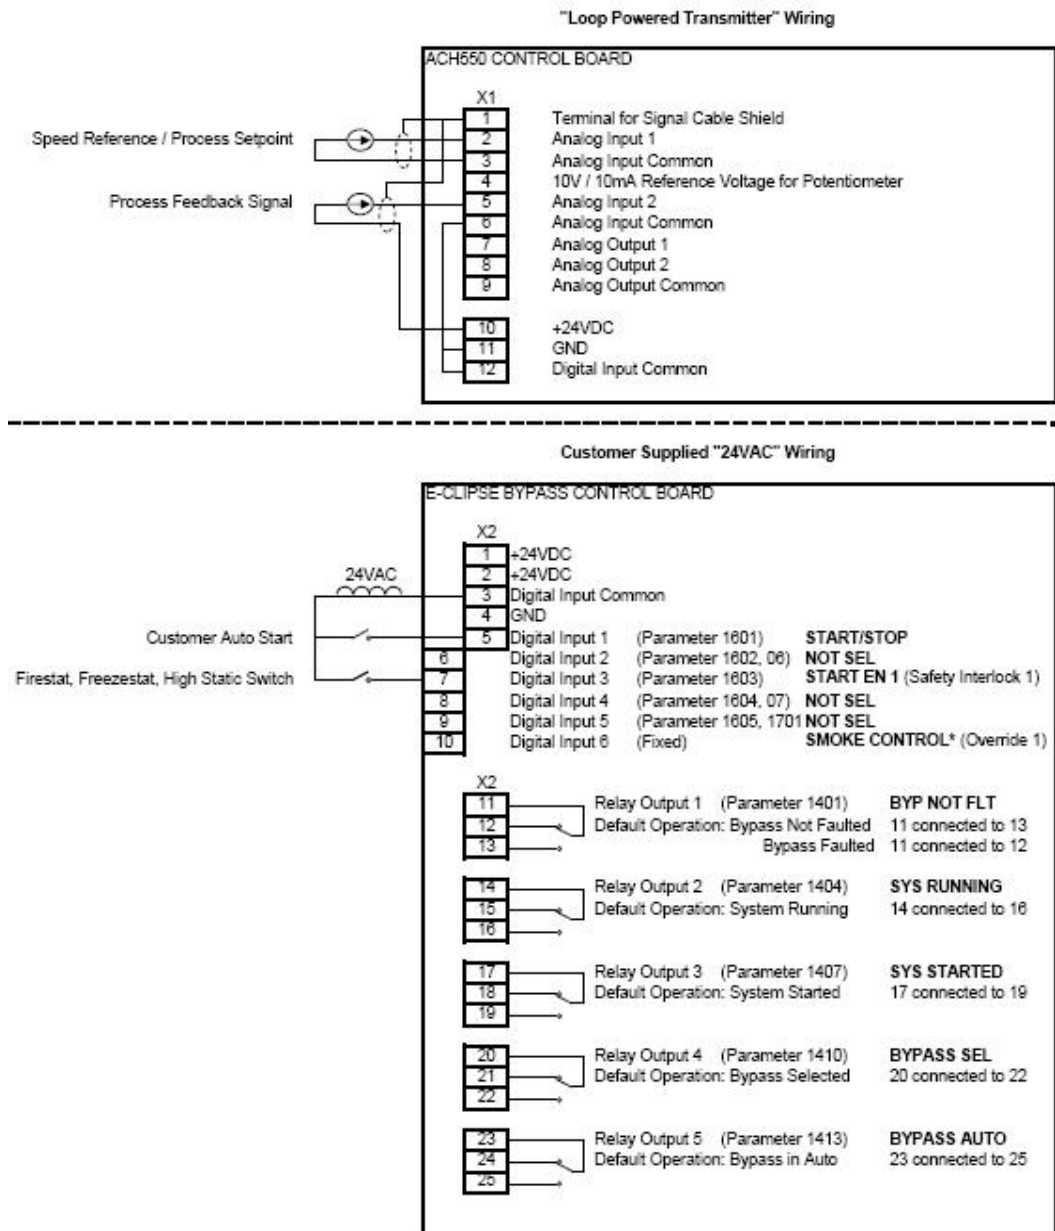 "Loop Powered Transmitter" Wiring
ACH550 CONTROL BOARD
X1
1 Terminal for Signal Cable Shield
Speed Reference / Process Setpoint 2 Analog Input 1
3 Analog Input Common
4 10V / 10mA Reference Voltage for Potentiometer
Process Feedback Signal 5 Analog Input 2
6 Analog Input Common
7 Analog Output 1
8 Analog Output 2
9 Analog Output Common
10 +24VDC
11 GND
12 Digital Input Common
Customer Supplied "24VAC" Wiring
E-CLIPSE BYPASS CONTROL BOARD
X2
1 +24VDC
24VAC 2 +24VDC
3 Digital Input Common
4 GND
Customer Auto Start 5 Digital Input 1 (Parameter 1601) START/STOP
6 Digital Input 2 (Parameter 1602, 06) NOT SEL
Firestat, Freezestat, High Static Switch 7 Digital Input 3 (Parameter 1603) START EN 1 (Safety Interlock 1)
8 Digital Input 4 (Parameter 1604, 07) NOT SEL
9 Digital Input 5 (Parameter 1605, 1701 NOT SEL
10 Digital Input 6 (Fixed) SMOKE CONTROL* (Override 1)
X2
11 Relay Output 1 (Parameter 1401) BYP NOT FLT
12 Default Operation: Bypass Not Faulted 11 connected to 13
13 Bypass Faulted 11 connected to 12
14 Relay Output 2 (Parameter 1404) SYS RUNNING
15 Default Operation: System Running 14 connected to 16
16
17 Relay Output 3 (Parameter 1407) SYS STARTED
18 Default Operation: System Started 17 connected to 19
19
20 Relay Output 4 (Parameter 1410) BYPASS SEL
21 Default Operation: Bypass Selected 20 connected to 22
22
23 Relay Output 5 (Parameter 1413) BYPASS AUTO
24 Default Operation: Bypass in Auto 23 connected to 25
25